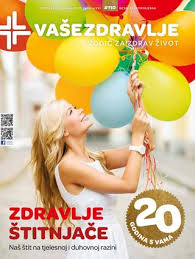 VAŠEZDRAVLJE
VODIČ ZA ZDRAV ŽIVOT
ZDRAVLJE
ŠTITNJAČE
Naš štit na tjelesnoj i duhovnoj razini
20
GODINA S VAMA